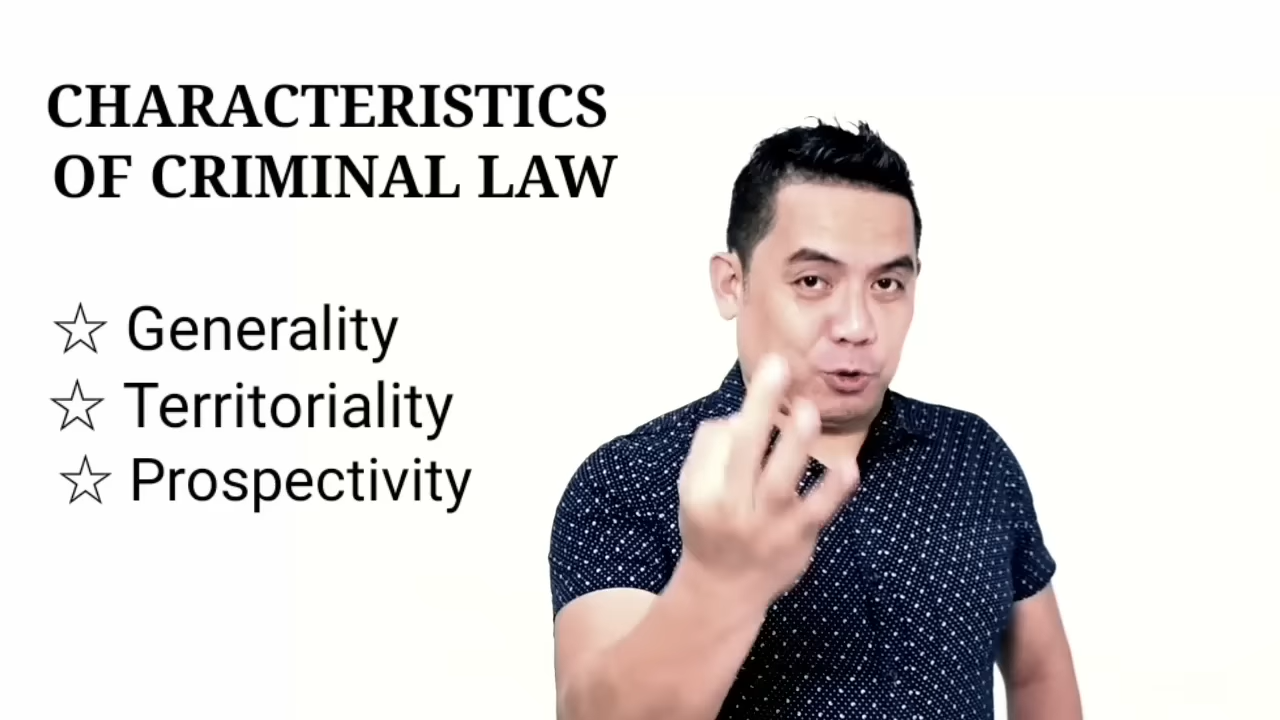 CHARACTERISTICS
OF CRIMINAL LAW
☆ Generality
☆ Territoriality
☆ Prospectivity